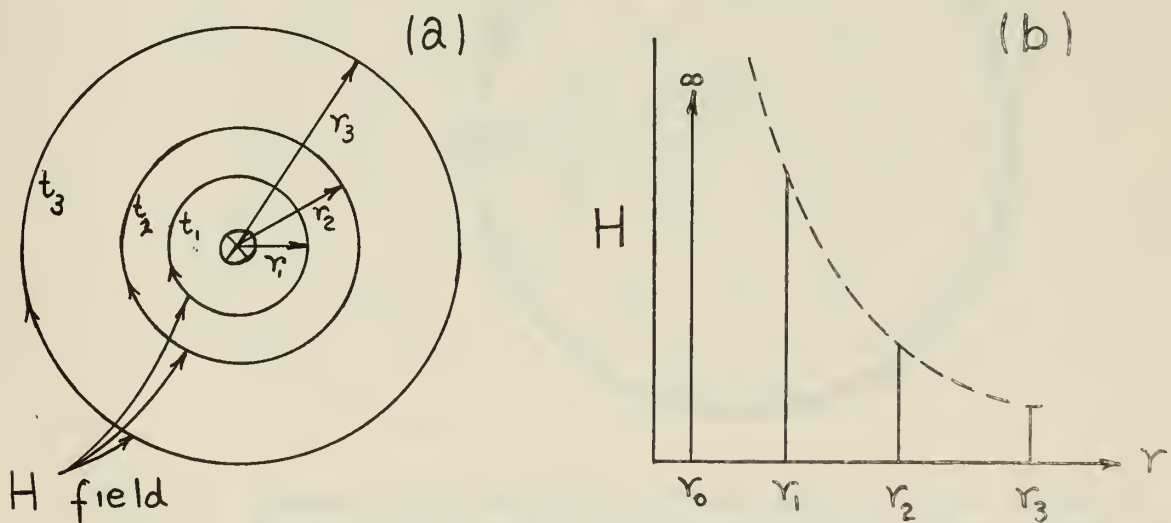 (a)
r₃
t₃
t₂
t₁
r₂
r₁
H field
(b)
∞
H
r
r₀
r₁
r₂
r₃